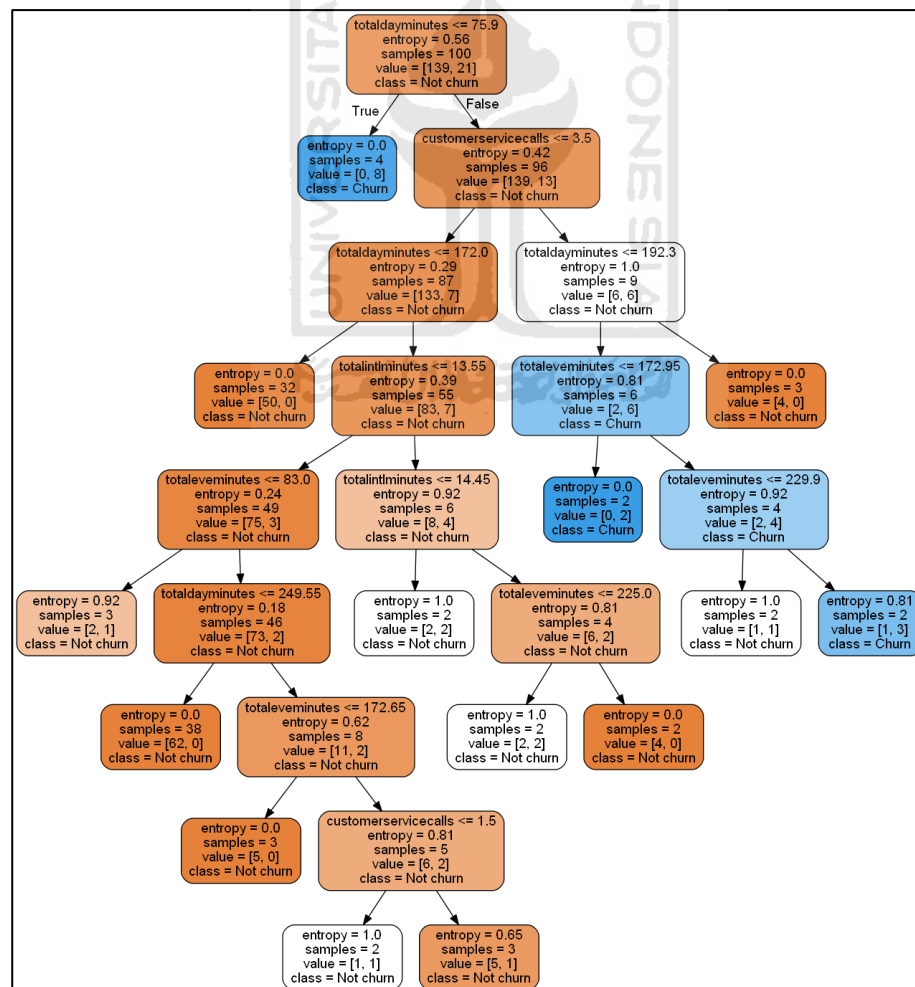 totaldayminutes <= 75.9
entropy = 0.56
samples = 100
value = [139, 21]
class = Not churn
True
False
entropy = 0.0
samples = 4
value = [0, 8]
class = Churn
customerservicecalls <= 3.5
entropy = 0.42
samples = 96
value = [139, 13]
class = Not churn
totaldayminutes <= 172.0
entropy = 0.29
samples = 87
value = [133, 7]
class = Not churn
totaldayminutes <= 192.3
entropy = 1.0
samples = 9
value = [6, 6]
class = Not churn
entropy = 0.0
samples = 32
value = [50, 0]
class = Not churn
totalintlminutes <= 13.55
entropy = 0.39
samples = 55
value = [83, 7]
class = Not churn
totaleveminutes <= 172.95
entropy = 0.81
samples = 6
value = [2, 6]
class = Churn
entropy = 0.0
samples = 3
value = [4, 0]
class = Not churn
totaleveminutes <= 83.0
entropy = 0.24
samples = 49
value = [75, 3]
class = Not churn
totalintlminutes <= 14.45
entropy = 0.92
samples = 6
value = [8, 4]
class = Not churn
entropy = 0.0
samples = 2
value = [0, 2]
class = Churn
totaleveminutes <= 229.9
entropy = 0.92
samples = 4
value = [2, 4]
class = Churn
entropy = 0.92
samples = 3
value = [2, 1]
class = Not churn
totaldayminutes <= 249.55
entropy = 0.18
samples = 46
value = [73, 2]
class = Not churn
entropy = 1.0
samples = 2
value = [2, 2]
class = Not churn
totaleveminutes <= 225.0
entropy = 0.81
samples = 4
value = [6, 2]
class = Not churn
entropy = 1.0
samples = 2
value = [1, 1]
class = Not churn
entropy = 0.81
samples = 2
value = [1, 3]
class = Churn
entropy = 0.0
samples = 38
value = [62, 0]
class = Not churn
totaleveminutes <= 172.65
entropy = 0.62
samples = 8
value = [11, 2]
class = Not churn
entropy = 1.0
samples = 2
value = [2, 2]
class = Not churn
entropy = 0.0
samples = 2
value = [4, 0]
class = Not churn
entropy = 0.0
samples = 3
value = [5, 0]
class = Not churn
customerservicecalls <= 1.5
entropy = 0.81
samples = 5
value = [6, 2]
class = Not churn
entropy = 1.0
samples = 2
value = [1, 1]
class = Not churn
entropy = 0.65
samples = 3
value = [5, 1]
class = Not churn
UNIVERSITA
NDONESIA